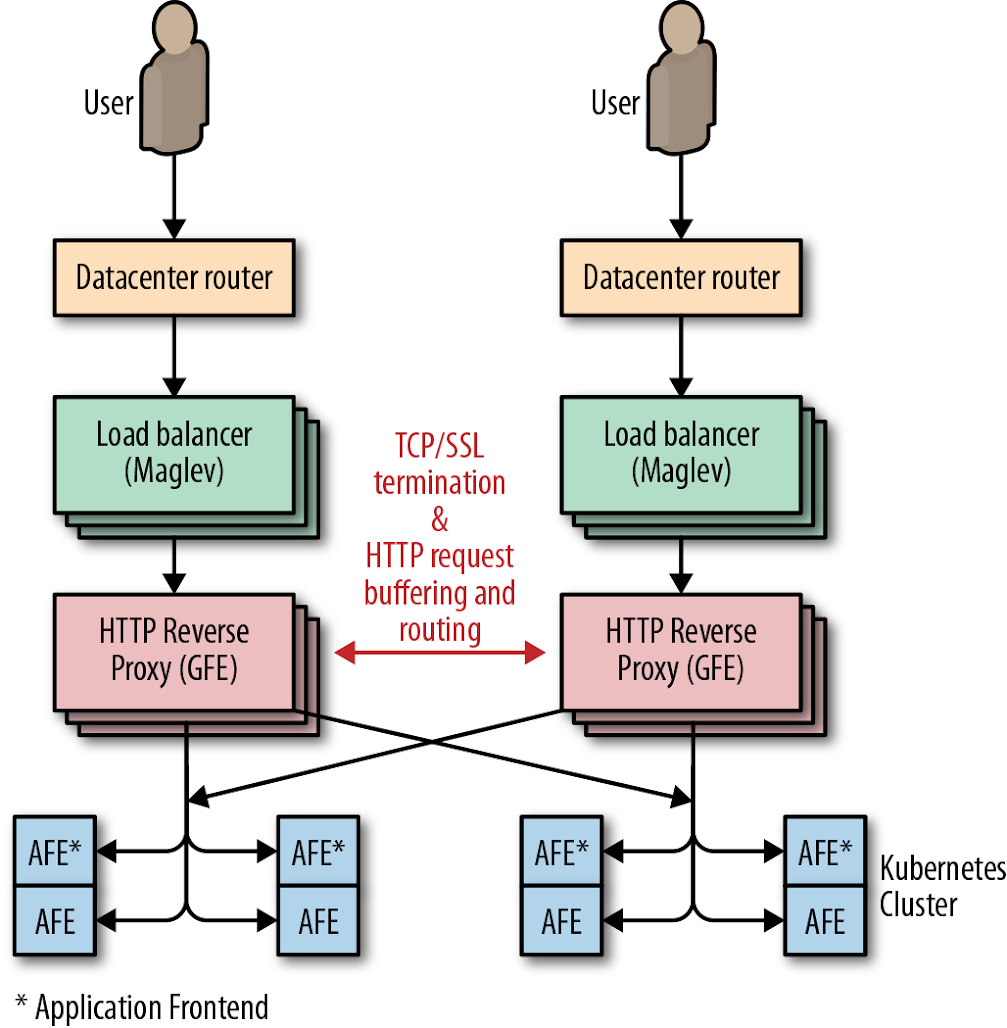 User
User
Datacenter router
Datacenter router
Load balancer
(Maglev)
Load balancer
(Maglev)
TCP/SSL
termination
&
HTTP request
buffering and
routing
HTTP Reverse
Proxy (GFE)
HTTP Reverse
Proxy (GFE)
AFE*
AFE*
AFE*
AFE*
AFE
AFE
AFE
AFE
Kubernetes
Cluster
* Application Frontend